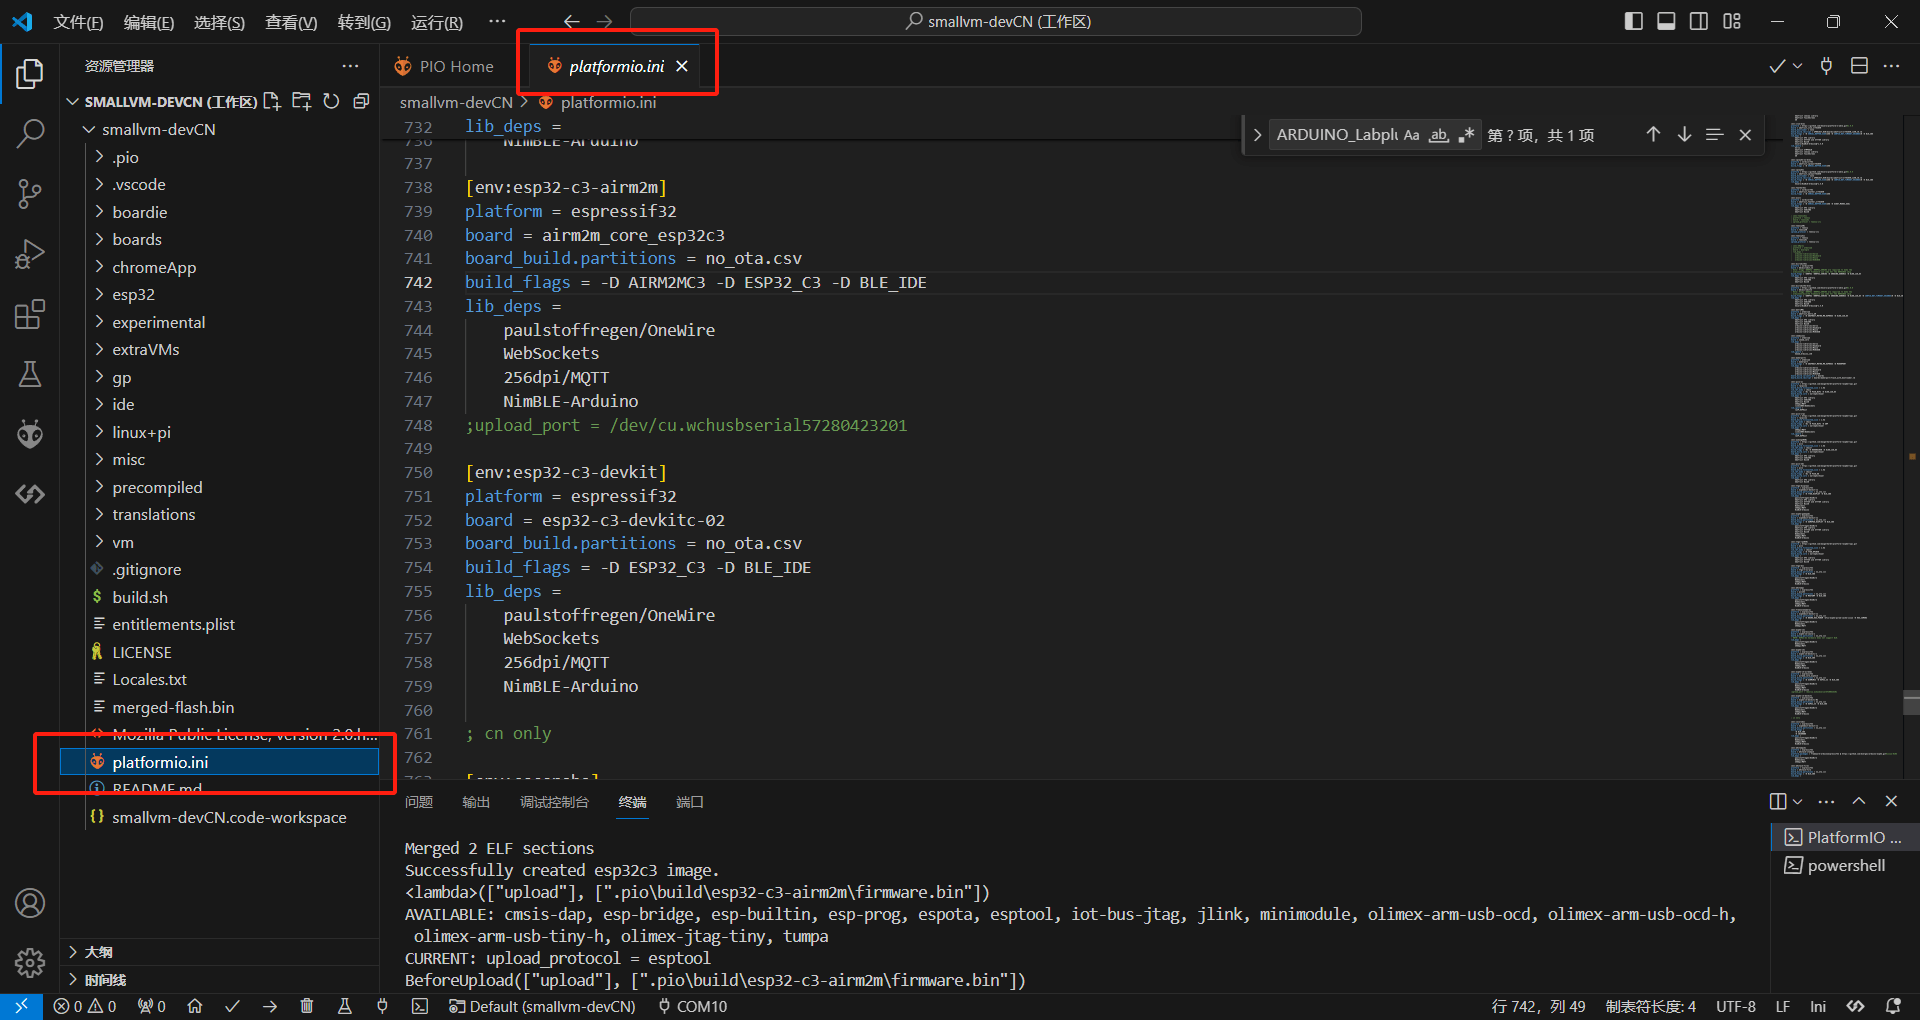 文件(F) 编辑(E) 选择(S) 查看(V) 转到(G) 运行(R) ··· smallvm-devCN (工作区)
资源管理器 ···
SMALLVM-DEVCN (工作区)
smallvm-devCN
.pio
.vscode
boardie
boards
chromeApp
esp32
experimental
extraVMs
gp
ide
linux+pi
misc
precompiled
translations
vm
.gitignore
build.sh
entitlements.plist
LICENSE
Locales.txt
merged-flash.bin
Mozilla Public License, version 2.0.h...
platformio.ini
README.md
smallvm-devCN.code-workspace
大纲
时间线
PIO Home platformio.ini
smallvm-devCN > platformio.ini
ARDUINO_Labplu Aa ab .* 第 ? 项，共 1 项
732 lib_deps =
736 NimBLE-Arduino
737
738 [env:esp32-c3-airm2m]
739 platform = espressif32
740 board = airm2m_core_esp32c3
741 board_build.partitions = no_ota.csv
742 build_flags = -D AIRM2MC3 -D ESP32_C3 -D BLE_IDE
743 lib_deps =
744 paulstoffregen/OneWire
745 WebSockets
746 256dpi/MQTT
747 NimBLE-Arduino
748 ;upload_port = /dev/cu.wchusbserial57280423201
749
750 [env:esp32-c3-devkit]
751 platform = espressif32
752 board = esp32-c3-devkitc-02
753 board_build.partitions = no_ota.csv
754 build_flags = -D ESP32_C3 -D BLE_IDE
755 lib_deps =
756 paulstoffregen/OneWire
757 WebSockets
758 256dpi/MQTT
759 NimBLE-Arduino
760
761 ; cn only
762
问题 输出 调试控制台 终端 端口
Merged 2 ELF sections
Successfully created esp32c3 image.
<lambda>(["upload"], [".pio\build\esp32-c3-airm2m\firmware.bin"])
AVAILABLE: cmsis-dap, esp-bridge, esp-builtin, esp-prog, espota, esptool, iot-bus-jtag, jlink, minimodule, olimex-arm-usb-ocd, olimex-arm-usb-ocd-h,
olimex-arm-usb-tiny-h, olimex-jtag-tiny, tumpa
CURRENT: upload_protocol = esptool
BeforeUpload(["upload"], [".pio\build\esp32-c3-airm2m\firmware.bin"])
PlatformIO ...
powershell
0 0 0 Default (smallvm-devCN) COM10 行 742，列 49 制表符长度: 4 UTF-8 LF Ini